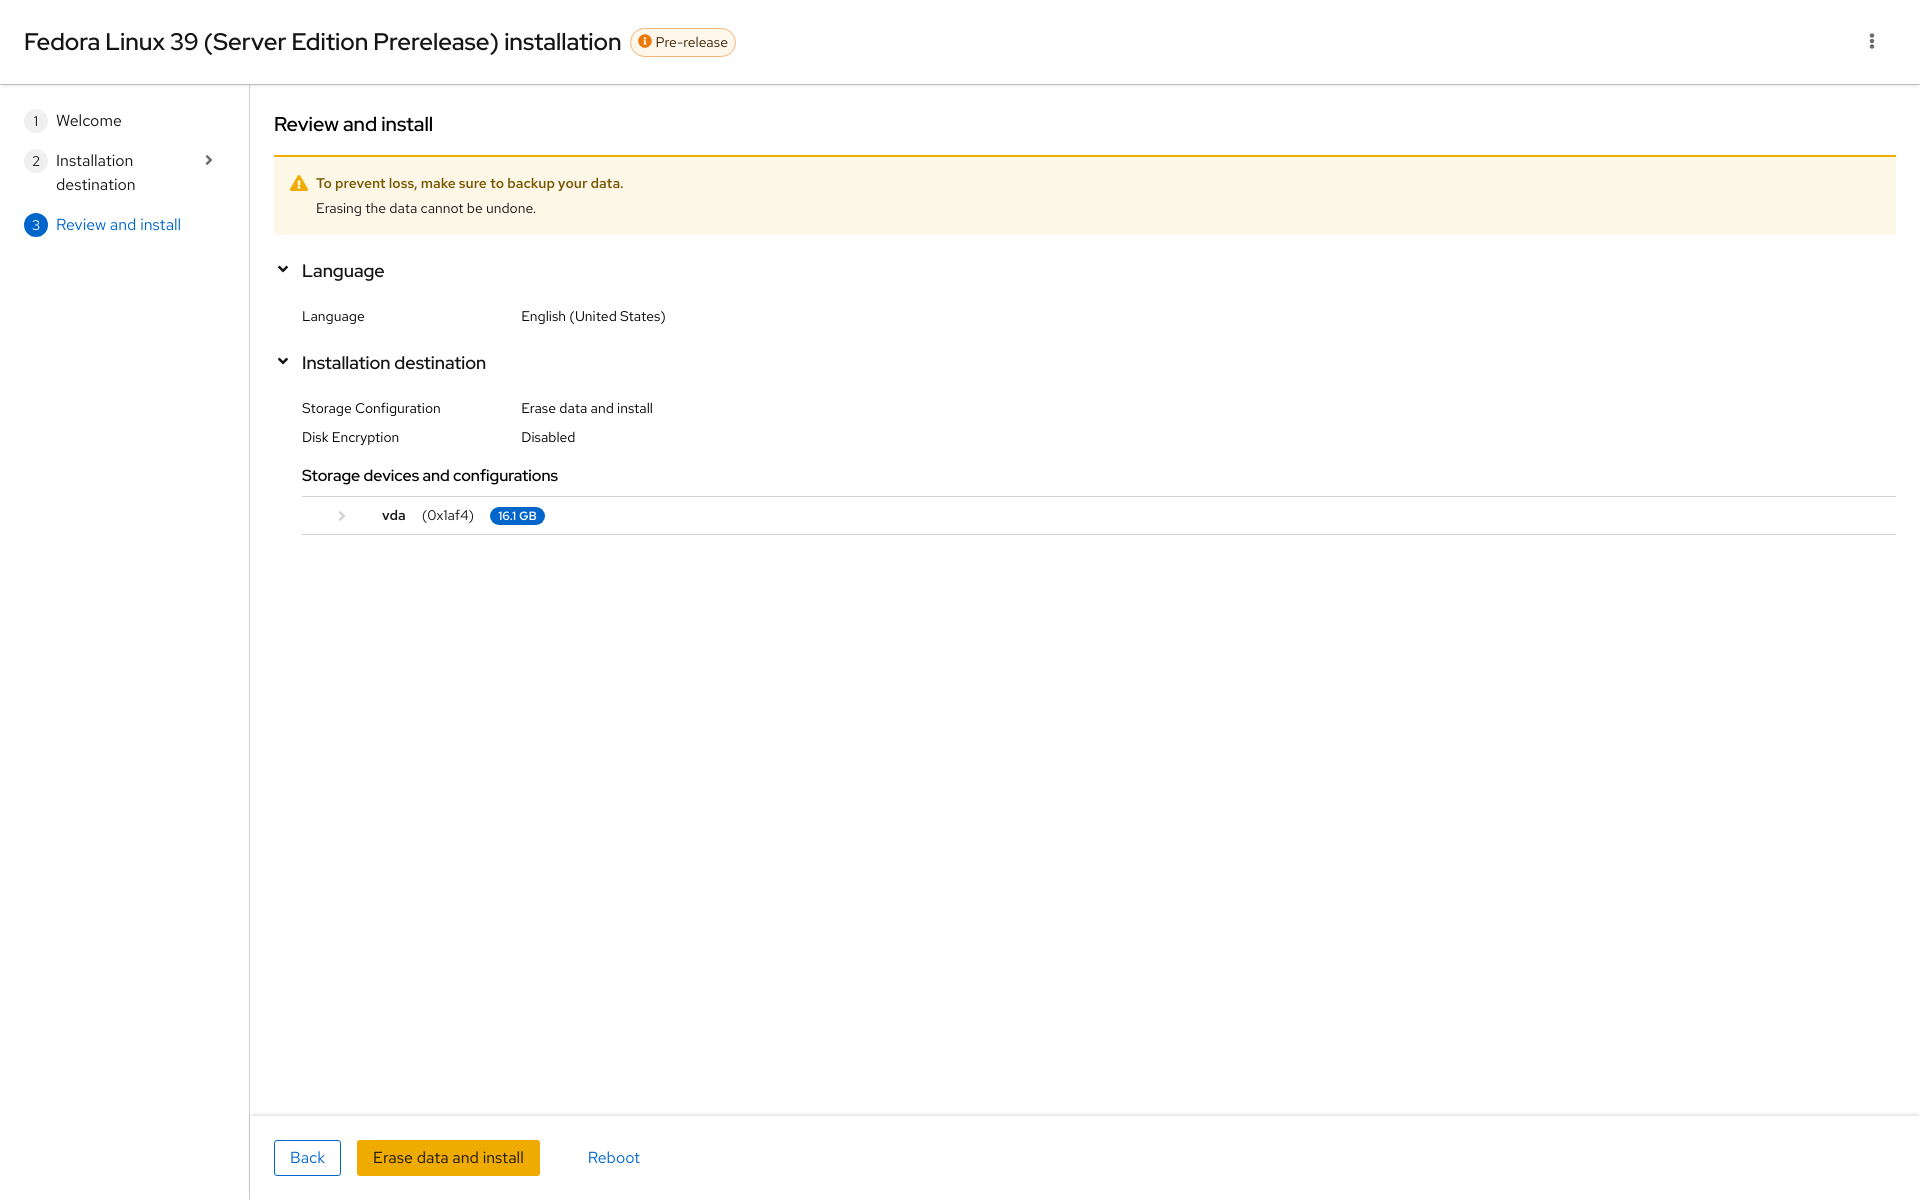 Fedora Linux 39 (Server Edition Prerelease) installation Pre-release
1 Welcome
2 Installation
destination
3 Review and install
Review and install
To prevent loss, make sure to backup your data.
Erasing the data cannot be undone.
Language
Language English (United States)
Installation destination
Storage Configuration Erase data and install
Disk Encryption Disabled
Storage devices and configurations
vda (0x1af4) 16.1 GB
Back Erase data and install Reboot